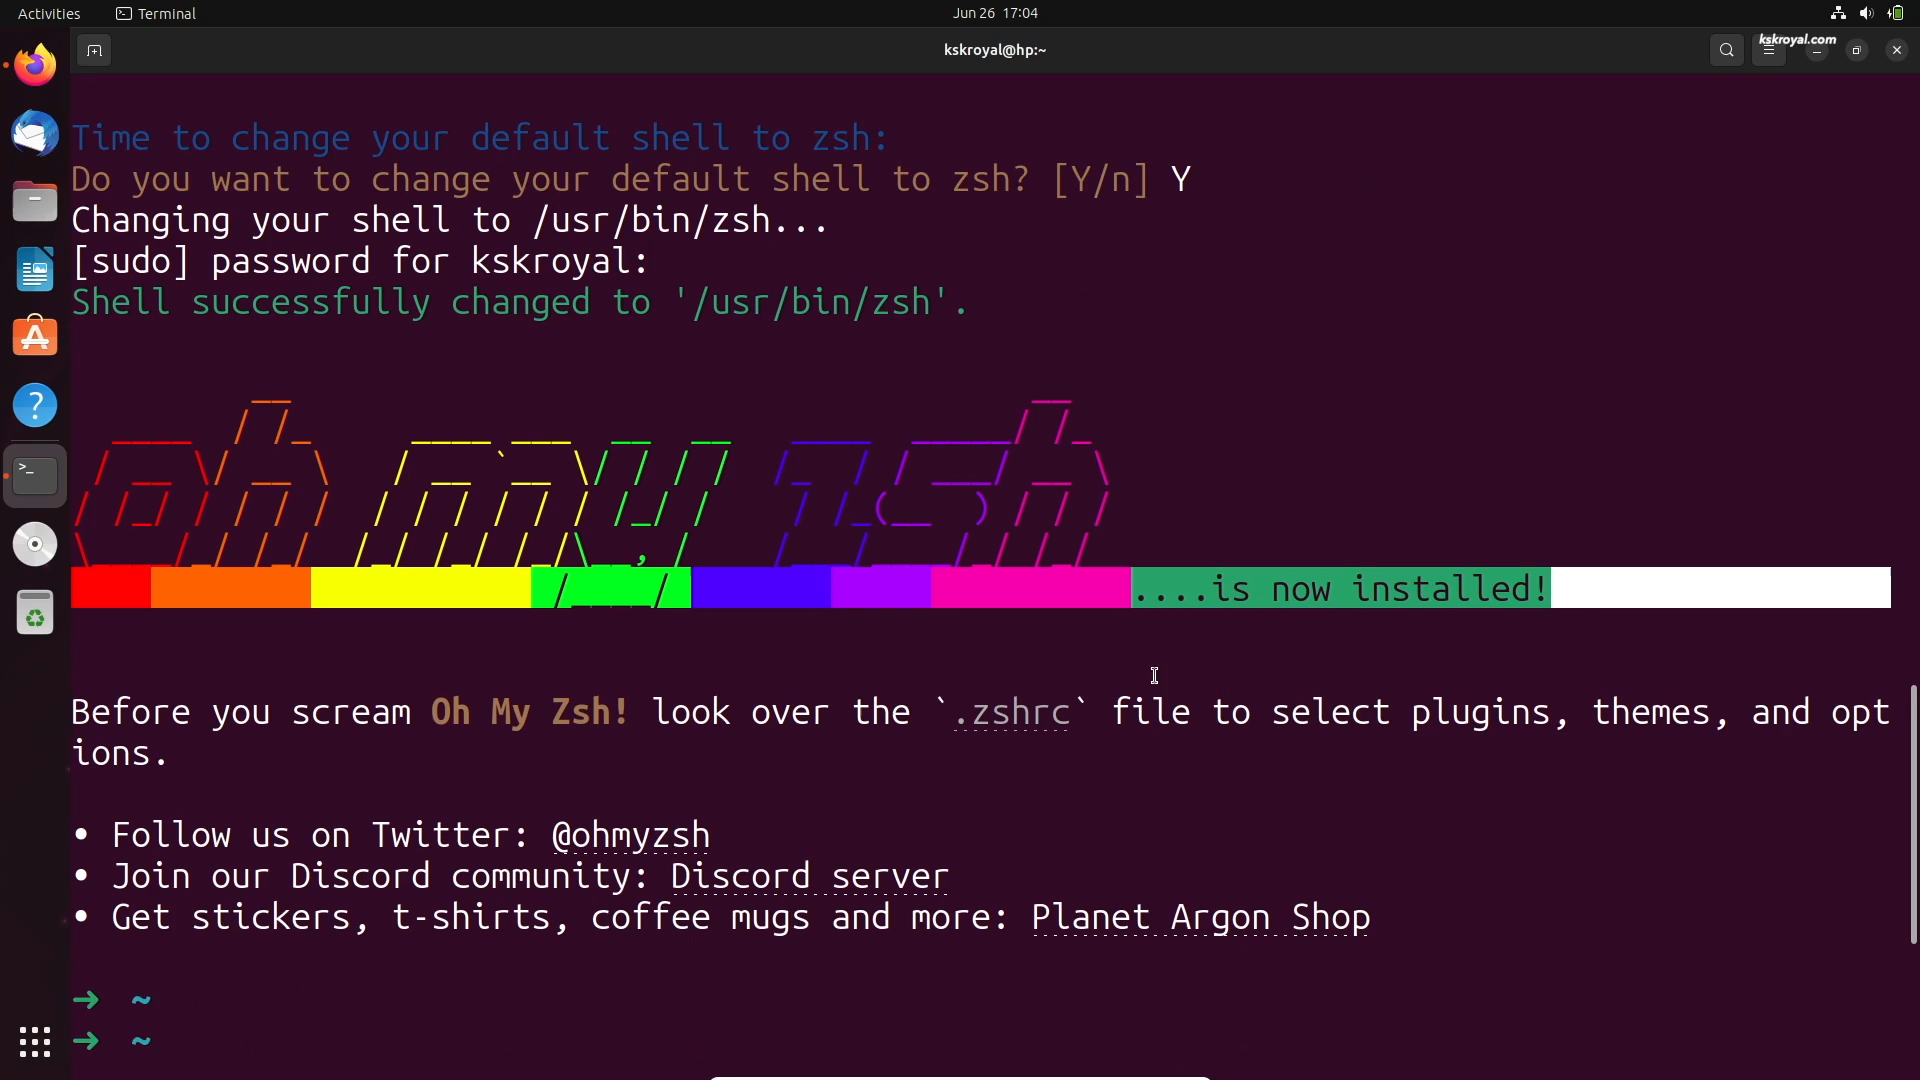 Activities Terminal Jun 26 17:04
kskroyal@hp:~ kskroyal.com
Time to change your default shell to zsh:
Do you want to change your default shell to zsh? [Y/n] Y
Changing your shell to /usr/bin/zsh...
[sudo] password for kskroyal:
Shell successfully changed to '/usr/bin/zsh'.
oh my zsh
....is now installed!
Before you scream Oh My Zsh! look over the `.zshrc` file to select plugins, themes, and opt
ions.
• Follow us on Twitter: @ohmyzsh
• Join our Discord community: Discord server
• Get stickers, t-shirts, coffee mugs and more: Planet Argon Shop
➜ ~
➜ ~